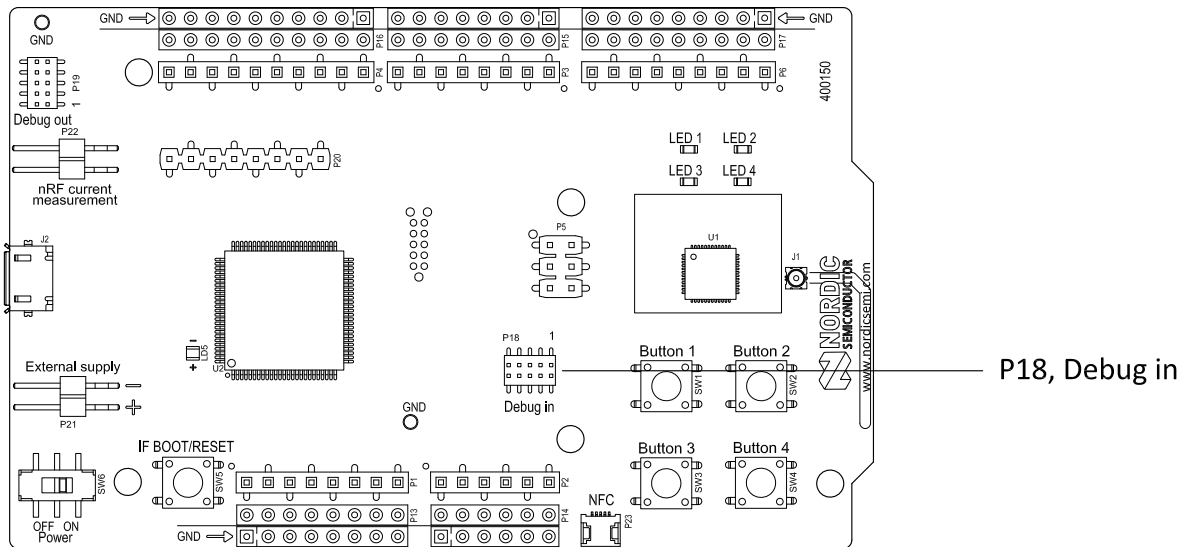 GND
GND
GND
P16
P15
P17
P19
1
Debug out
P4
P3
P6
400150
P22
nRF current
measurement
P20
LED 1
LED 2
LED 3
LED 4
P5
U1
J1
J2
NORDIC
SEMICONDUCTOR
www.nordicsemi.com
P18
1
Debug in
P18, Debug in
LD5
-
+
U2
External supply
P21
-
+
GND
Button 1
Button 2
SW1
SW2
IF BOOT/RESET
SW5
Button 3
Button 4
SW3
SW4
SW6
OFF ON
Power
P1
P2
P13
P14
GND
NFC
P23